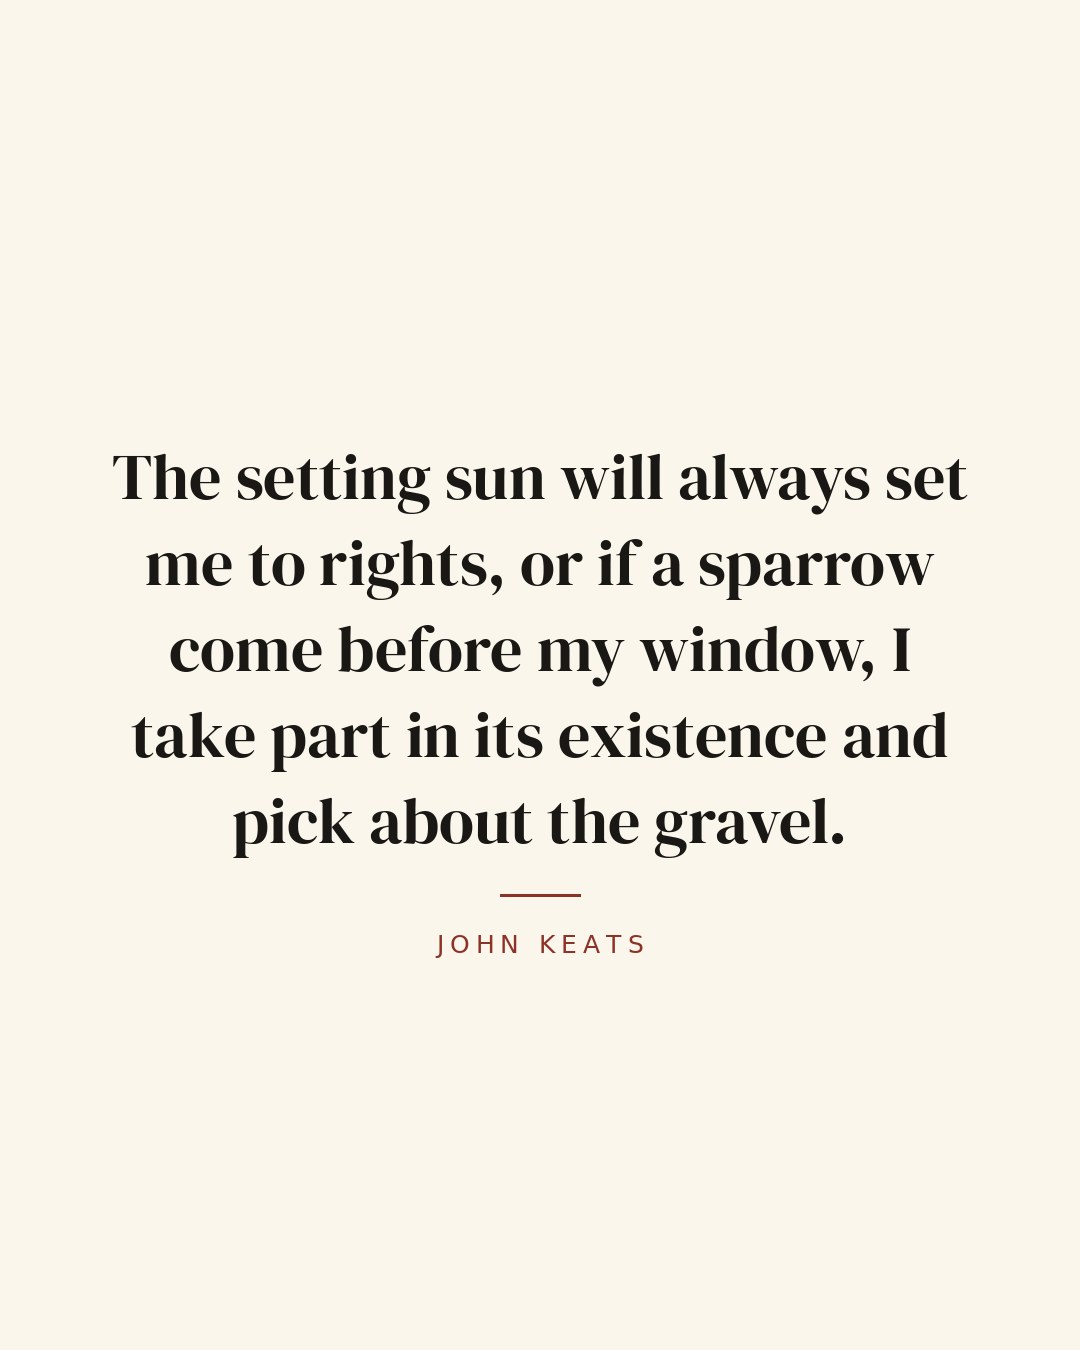 The setting sun will always set
me to rights, or if a sparrow
come before my window, I
take part in its existence and
pick about the gravel.
JOHN KEATS